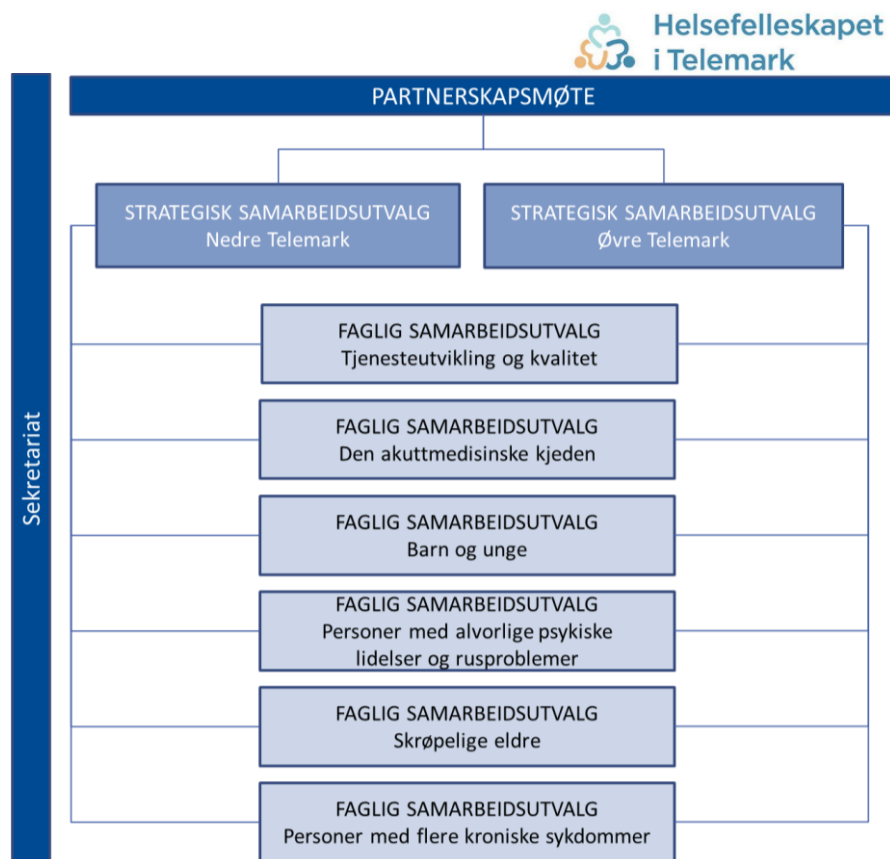 Helsefelleskapet
i Telemark
PARTNERSKAPSMØTE
STRATEGISK SAMARBEIDSUTVALG
Nedre Telemark
STRATEGISK SAMARBEIDSUTVALG
Øvre Telemark
Sekretariat
FAGLIG SAMARBEIDSUTVALG
Tjenesteutvikling og kvalitet
FAGLIG SAMARBEIDSUTVALG
Den akuttmedisinske kjeden
FAGLIG SAMARBEIDSUTVALG
Barn og unge
FAGLIG SAMARBEIDSUTVALG
Personer med alvorlige psykiske
lidelser og rusproblemer
FAGLIG SAMARBEIDSUTVALG
Skrøpelige eldre
FAGLIG SAMARBEIDSUTVALG
Personer med flere kroniske sykdommer